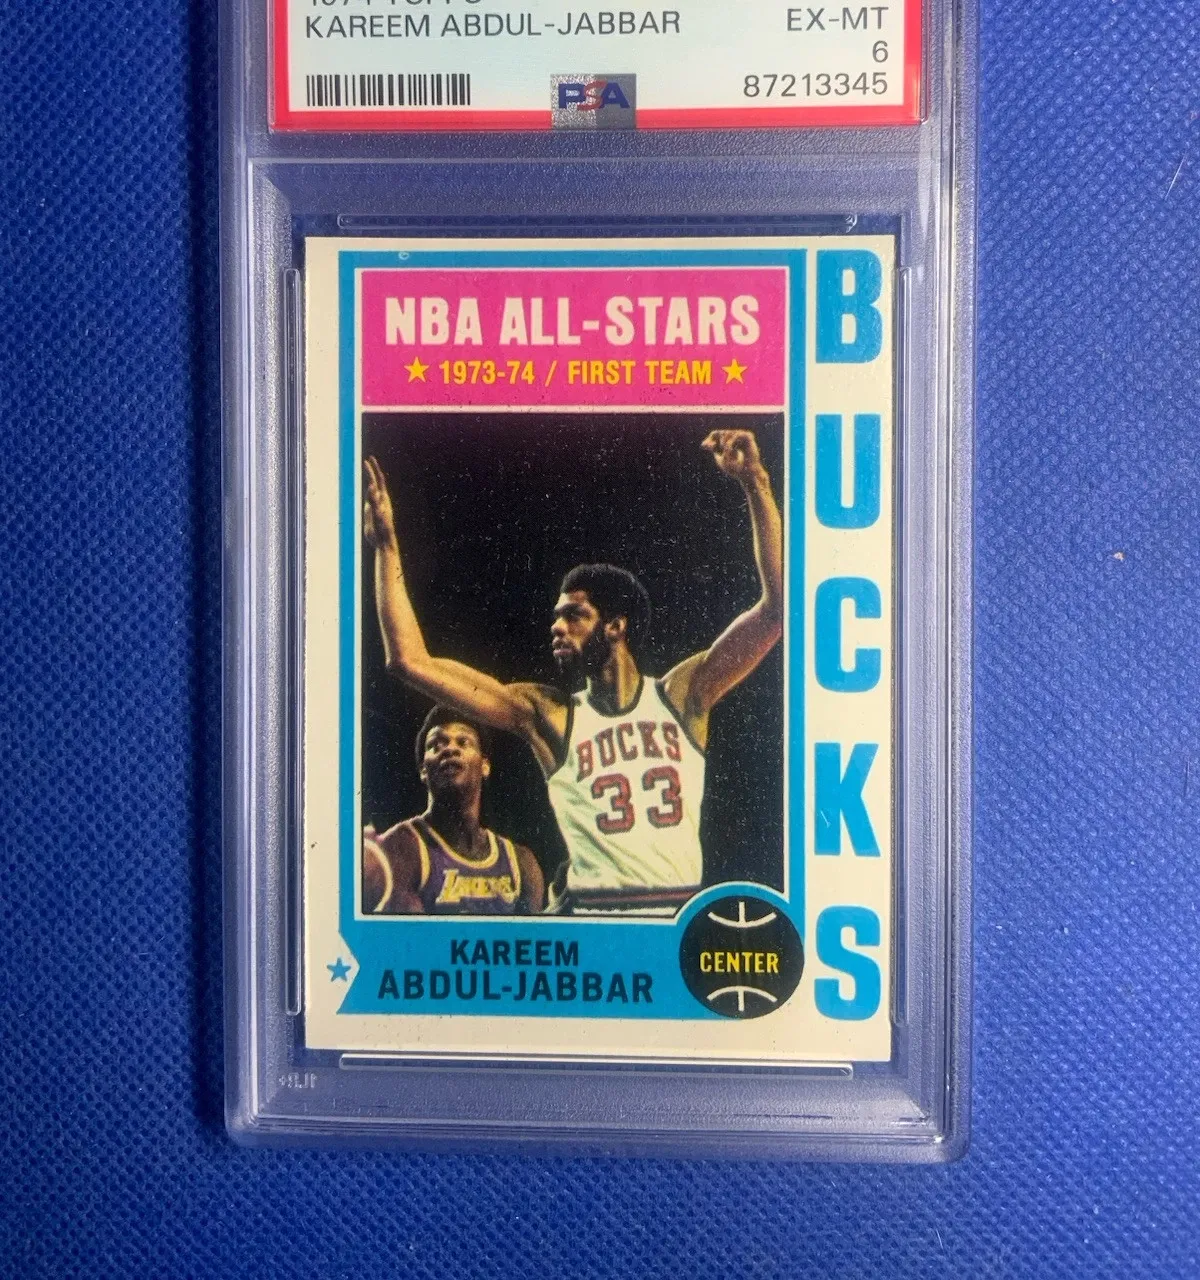 KAREEM ABDUL-JABBAR EX-MT
6
PSA 87213345
NBA ALL-STARS
★ 1973-74 / FIRST TEAM ★
BUCKS
BUCKS
33
LAKERS
KAREEM
ABDUL-JABBAR
CENTER